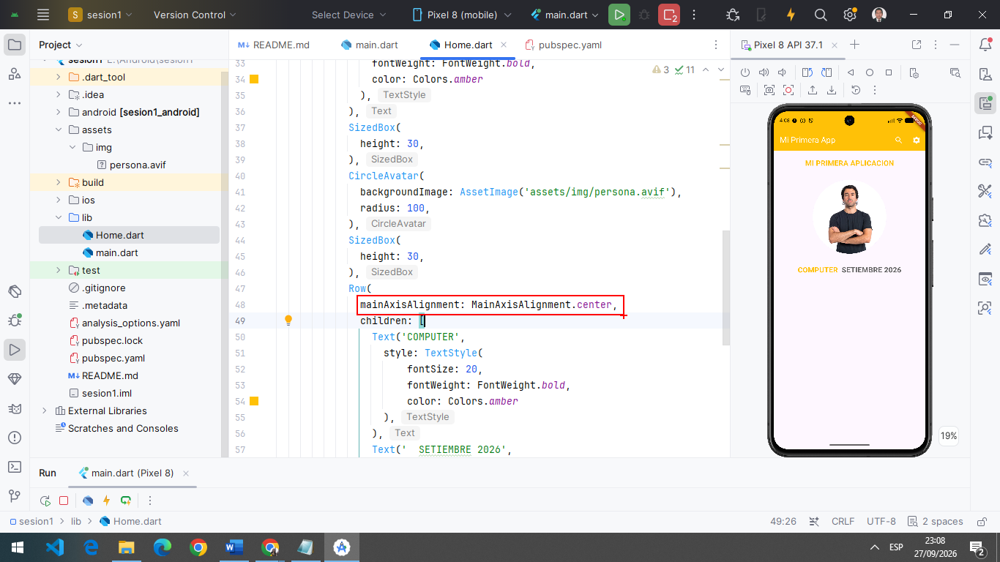 S sesion1
Version Control
Select Device
Pixel 8 (mobile)
main.dart
2
Project
README.md
main.dart
Home.dart
pubspec.yaml
Pixel 8 API 37.1
sesion1 E:\Android\sesion1
.dart_tool
.idea
android [sesion1_android]
assets
img
persona.avif
build
ios
lib
Home.dart
main.dart
test
.gitignore
.metadata
analysis_options.yaml
pubspec.lock
pubspec.yaml
README.md
sesion1.iml
External Libraries
Scratches and Consoles
3 11
33 fontWeight: FontWeight.bold,
34 color: Colors.amber
35 ), TextStyle
36 ), Text
37 SizedBox(
38 height: 30,
39 ), SizedBox
40 CircleAvatar(
41 backgroundImage: AssetImage('assets/img/persona.avif'),
42 radius: 100,
43 ), CircleAvatar
44 SizedBox(
45 height: 30,
46 ), SizedBox
47 Row(
48 mainAxisAlignment: MainAxisAlignment.center,
49 children: [
50 Text('COMPUTER',
51 style: TextStyle(
52 fontSize: 20,
53 fontWeight: FontWeight.bold,
54 color: Colors.amber
55 ), TextStyle
56 ), Text
57 Text('  SETIEMBRE 2026',
4:08
Mi Primera App
MI PRIMERA APLICACION
COMPUTER SETIEMBRE 2026
19%
Run
main.dart (Pixel 8)
sesion1 > lib > Home.dart
49:26
CRLF
UTF-8
2 spaces
W
ESP
23:08
27/09/2026
2